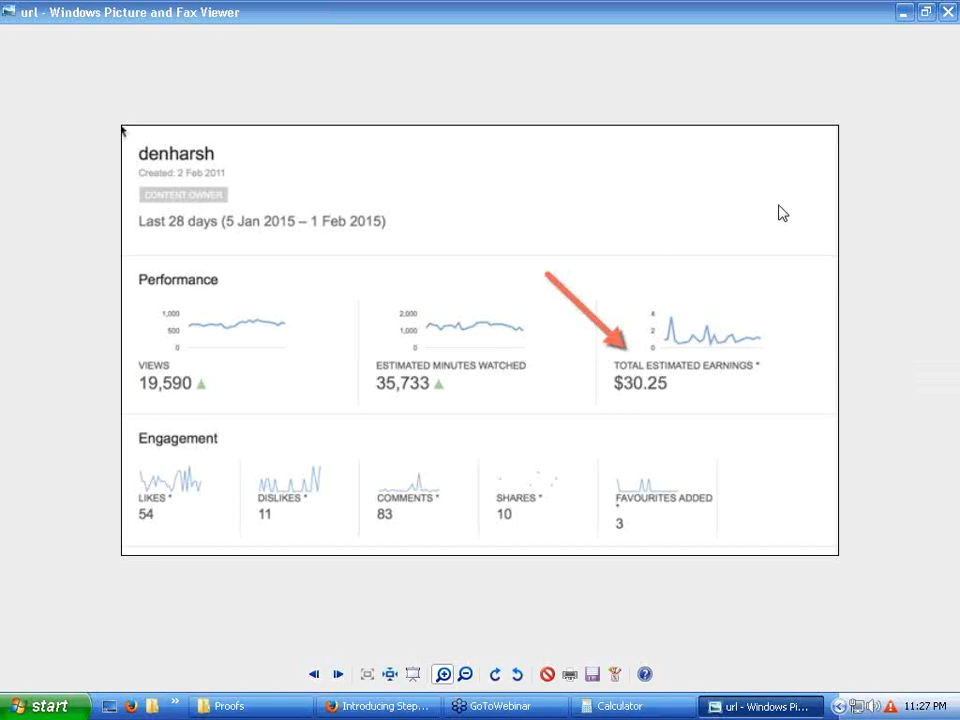 url - Windows Picture and Fax Viewer
denharsh
Created: 2 Feb 2011
CONTENT OWNER
Last 28 days (5 Jan 2015 – 1 Feb 2015)
Performance
1,000
500
0
VIEWS
19,590
2,000
1,000
0
ESTIMATED MINUTES WATCHED
35,733
4
2
0
TOTAL ESTIMATED EARNINGS *
$30.25
Engagement
LIKES *
54
DISLIKES *
11
COMMENTS *
83
SHARES *
10
FAVOURITES ADDED
*
3
start
Proofs
Introducing Step...
GoToWebinar
Calculator
url - Windows Pi...
11:27 PM